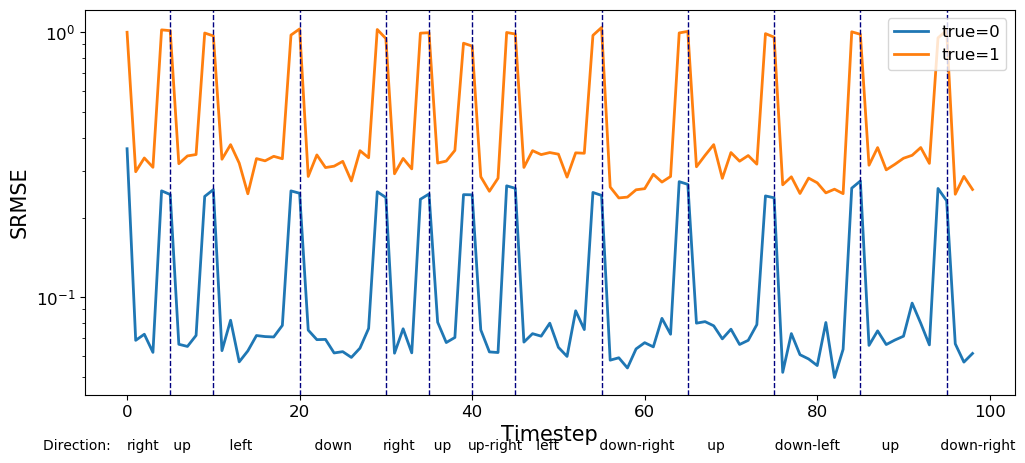 true=0
true=1
10⁰
10⁻¹
SRMSE
0 20 40 60 80 100
Timestep
Direction: right up left down right up up-right left down-right up down-left up down-right